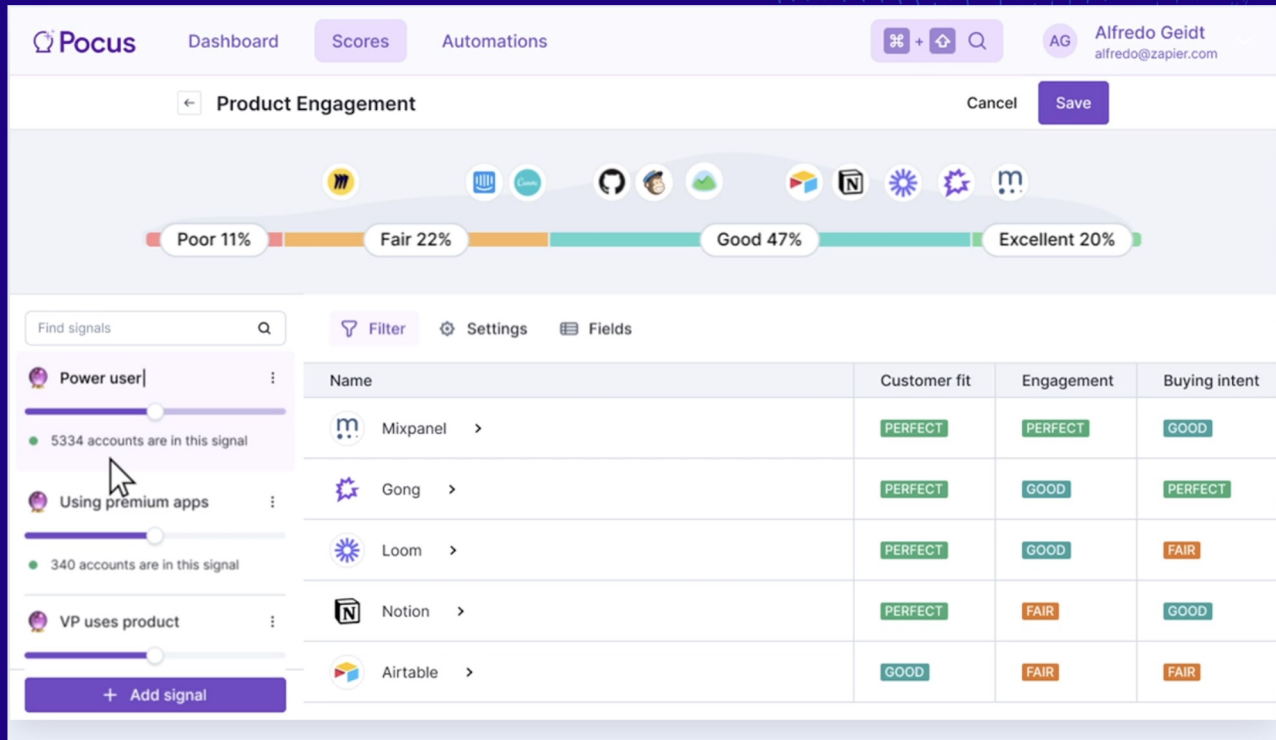 Pocus Dashboard Scores Automations ⌘ + AG Alfredo Geidt
alfredo@zapier.com
← Product Engagement Cancel Save
m Canva N m
Poor 11% Fair 22% Good 47% Excellent 20%
Find signals Filter Settings Fields
Power user
5334 accounts are in this signal
Using premium apps
340 accounts are in this signal
VP uses product
+ Add signal
Name Customer fit Engagement Buying intent
m Mixpanel > PERFECT PERFECT GOOD
Gong > PERFECT GOOD PERFECT
Loom > PERFECT GOOD FAIR
N Notion > PERFECT FAIR GOOD
Airtable > GOOD FAIR FAIR